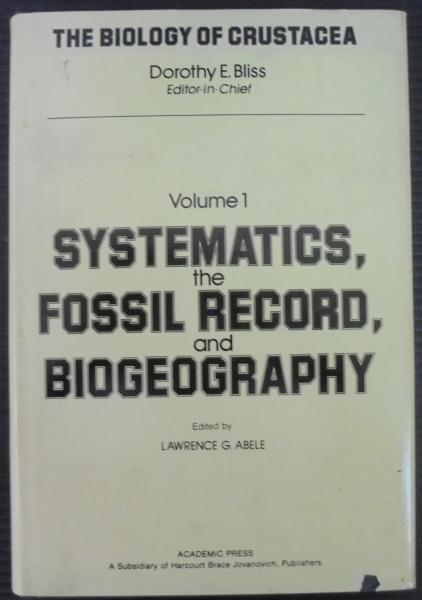 THE BIOLOGY OF CRUSTACEA
Dorothy E. Bliss
Editor-in-Chief
Volume 1
SYSTEMATICS,
the
FOSSIL RECORD,
and
BIOGEOGRAPHY
Edited by
LAWRENCE G. ABELE
ACADEMIC PRESS
A Subsidiary of Harcourt Brace Jovanovich, Publishers